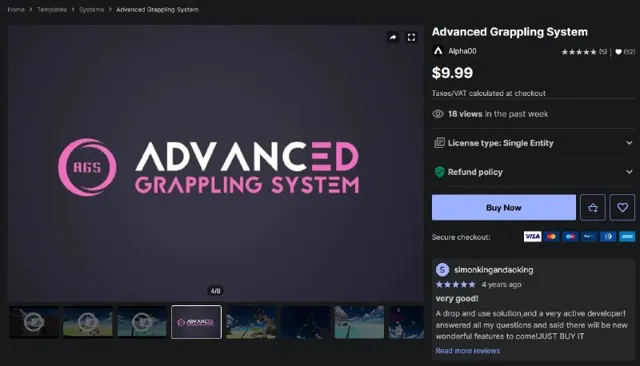 Home > Templates > Systems > Advanced Grappling System
AGS
ADVANCED
GRAPPLING SYSTEM
4/8
Advanced Grappling System
Alpha00
★★★★★ (5) | (52)
$9.99
Taxes/VAT calculated at checkout
18 views in the past week
License type: Single Entity
Refund policy
Buy Now
Secure checkout:
VISA
S simonkingandaoking
★★★★★ 4 years ago
very good!
A drop and use solution,and a very active developer!
answered all my questions and said there will be new
wonderful features to come!JUST BUY IT
Read more reviews